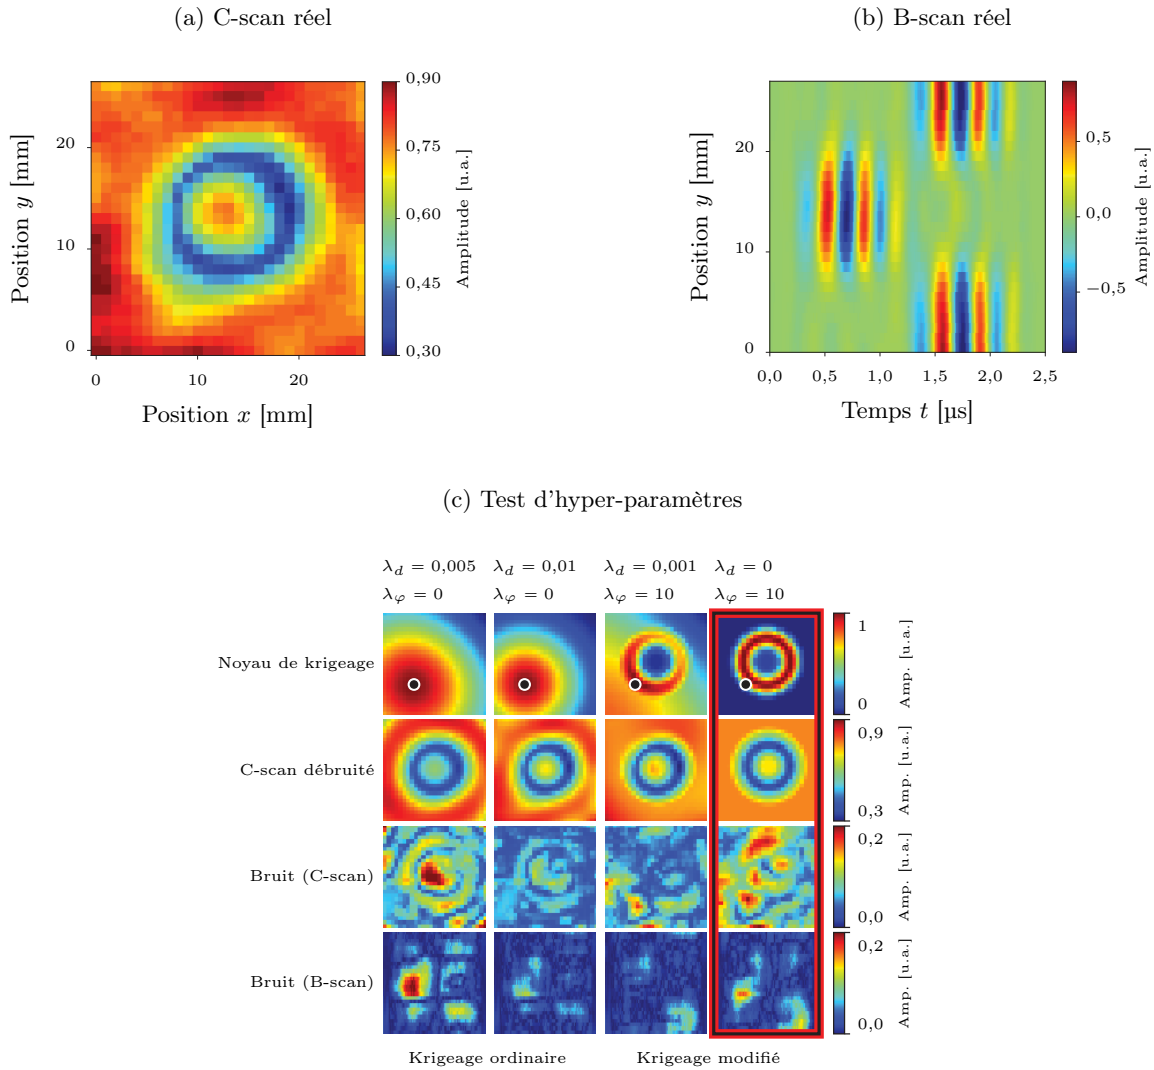 (a) C-scan réel
(b) B-scan réel
0,90
0,75
0,60
0,45
0,30
Amplitude [u.a.]
20
10
0
Position y [mm]
0 10 20
Position x [mm]
20
10
0
Position y [mm]
0,5
0,0
−0,5
Amplitude [u.a.]
0,0 0,5 1,0 1,5 2,0 2,5
Temps t [µs]
(c) Test d'hyper-paramètres
λd = 0,005 λd = 0,01 λd = 0,001 λd = 0
λφ = 0 λφ = 0 λφ = 10 λφ = 10
Noyau de krigeage
1
0
Amp. [u.a.]
C-scan débruité
0,9
0,3
Amp. [u.a.]
Bruit (C-scan)
0,2
0,0
Amp. [u.a.]
Bruit (B-scan)
0,2
0,0
Amp. [u.a.]
Krigeage ordinaire Krigeage modifié